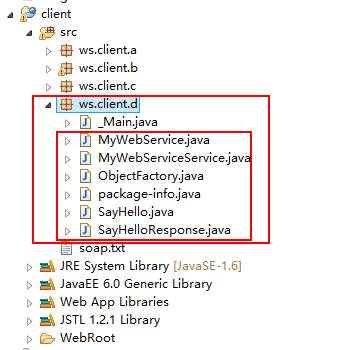 client
src
ws.client.a
ws.client.b
ws.client.c
ws.client.d
_Main.java
MyWebService.java
MyWebServiceService.java
ObjectFactory.java
package-info.java
SayHello.java
SayHelloResponse.java
soap.txt
JRE System Library [JavaSE-1.6]
JavaEE 6.0 Generic Library
Web App Libraries
JSTL 1.2.1 Library
WebRoot